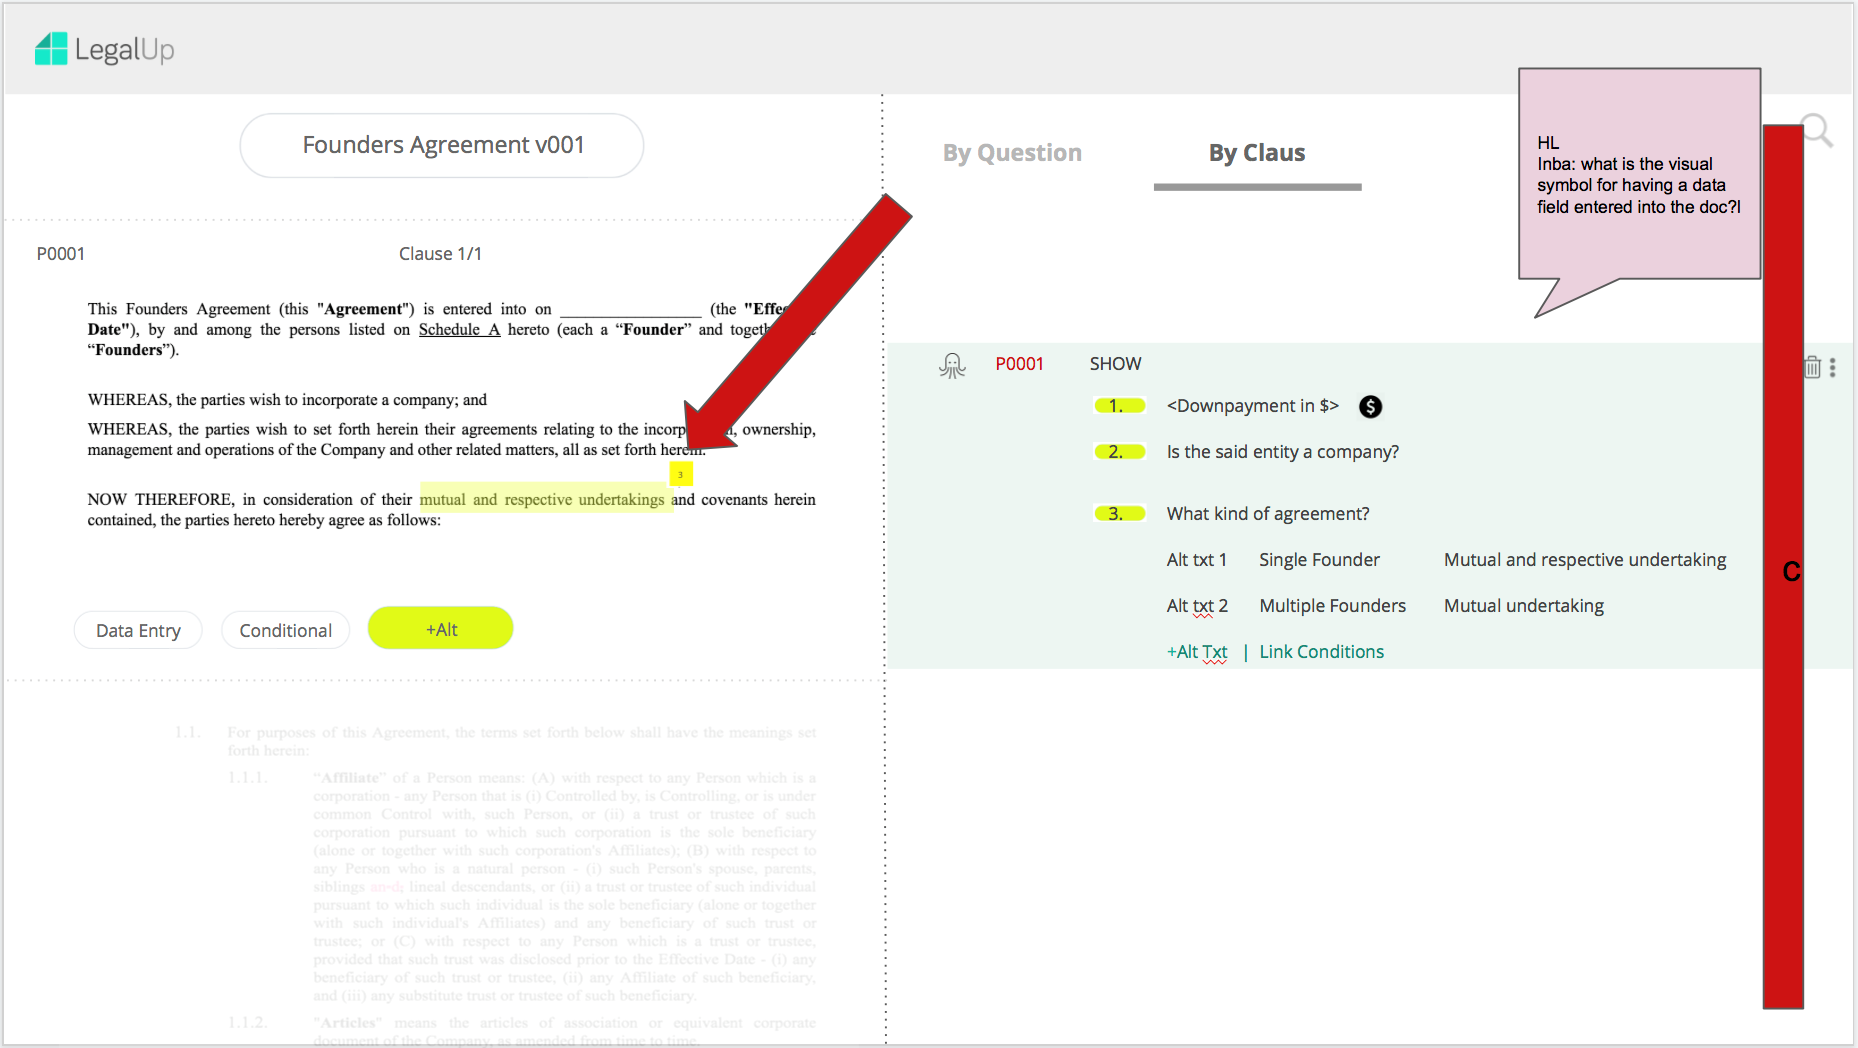 LegalUp
Founders Agreement v001
By Question
By Claus
HL
Inba: what is the visual
symbol for having a data
field entered into the doc?I
P0001
Clause 1/1
This Founders Agreement (this "Agreement") is entered into on ________________ (the "Effec
Date"), by and among the persons listed on Schedule A hereto (each a “Founder” and togeth
“Founders”).
WHEREAS, the parties wish to incorporate a company; and
WHEREAS, the parties wish to set forth herein their agreements relating to the incorp , ownership,
management and operations of the Company and other related matters, all as set forth herein.
3
NOW THEREFORE, in consideration of their mutual and respective undertakings and covenants herein
contained, the parties hereto hereby agree as follows:
Data Entry
Conditional
+Alt
1.1. For purposes of this Agreement, the terms set forth below shall have the meanings set
forth herein:
1.1.1. “Affiliate” of a Person means: (A) with respect to any Person which is a
corporation - any Person that is (i) Controlled by, is Controlling, or is under
common Control with, such Person, or (ii) a trust or trustee of such
corporation pursuant to which such corporation is the sole beneficiary
(alone or together with such corporation's Affiliates); (B) with respect to
any Person who is a natural person - (i) such Person's spouse, parents,
siblings an-d; lineal descendants, or (ii) a trust or trustee of such individual
pursuant to which such individual is the sole beneficiary (alone or together
with such individual's Affiliates) and any beneficiary of such trust or
trustee; or (C) with respect to any Person which is a trust or trustee,
provided that such trust was disclosed prior to the Effective Date - (i) any
beneficiary of such trust or trustee, (ii) any Affiliate of such beneficiary,
and (iii) any substitute trust or trustee of such beneficiary.
1.1.2. "Articles" means the articles of association or equivalent corporate
document of the Company, as amended from time to time.
P0001
SHOW
1. <Downpayment in $> $
2. Is the said entity a company?
3. What kind of agreement?
Alt txt 1 Single Founder Mutual and respective undertaking
Alt txt 2 Multiple Founders Mutual undertaking
+Alt Txt | Link Conditions
C